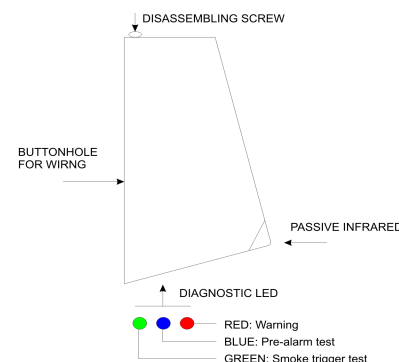 DISASSEMBLING SCREW
BUTTONHOLE
FOR WIRNG
PASSIVE INFRARED
DIAGNOSTIC LED
RED: Warning
BLUE: Pre-alarm test
GREEN: Smoke trigger test